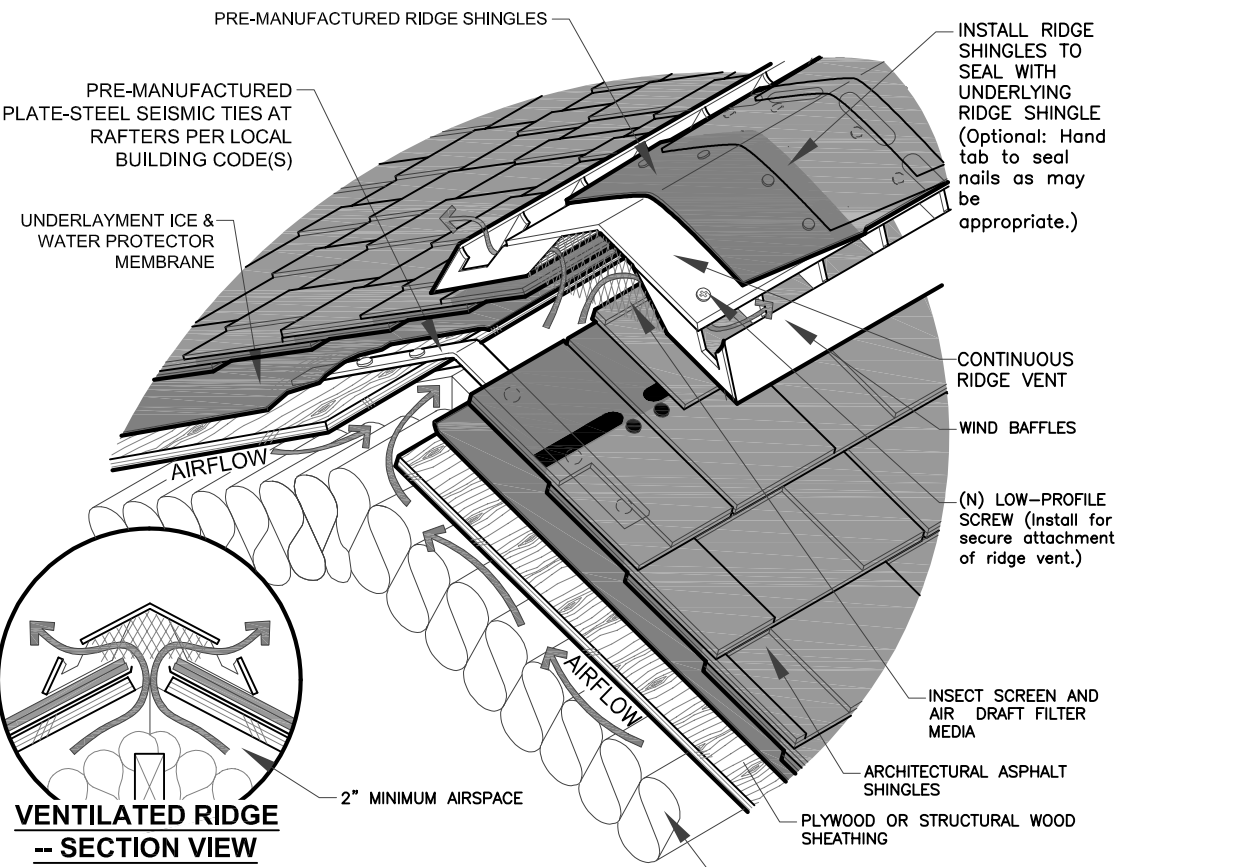 PRE-MANUFACTURED RIDGE SHINGLES
PRE-MANUFACTURED
PLATE-STEEL SEISMIC TIES AT
RAFTERS PER LOCAL
BUILDING CODE(S)
UNDERLAYMENT ICE &
WATER PROTECTOR
MEMBRANE
INSTALL RIDGE
SHINGLES TO
SEAL WITH
UNDERLYING
RIDGE SHINGLE
(Optional: Hand
tab to seal
nails as may
be
appropriate.)
CONTINUOUS
RIDGE VENT
WIND BAFFLES
(N) LOW-PROFILE
SCREW (Install for
secure attachment
of ridge vent.)
INSECT SCREEN AND
AIR DRAFT FILTER
MEDIA
ARCHITECTURAL ASPHALT
SHINGLES
PLYWOOD OR STRUCTURAL WOOD
SHEATHING
AIRFLOW
AIRFLOW
2" MINIMUM AIRSPACE
VENTILATED RIDGE
-- SECTION VIEW